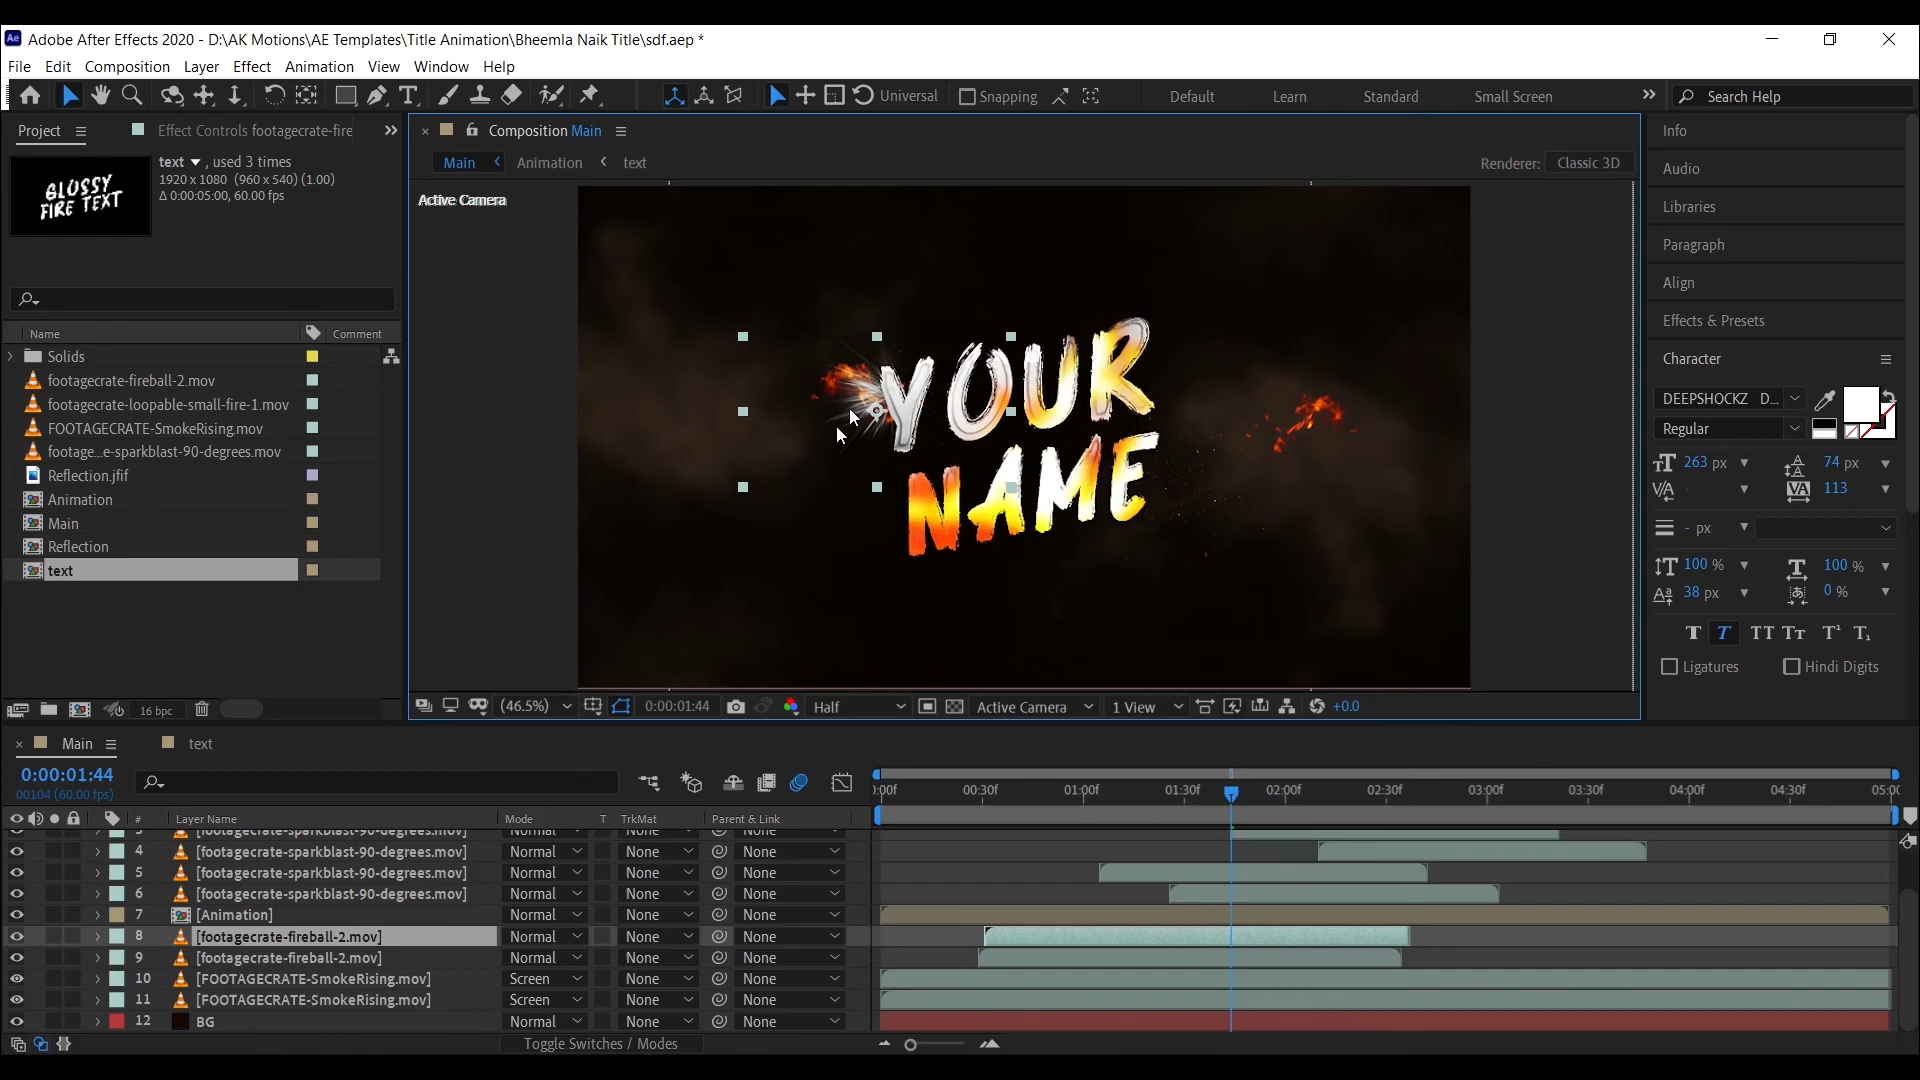 Adobe After Effects 2020 - D:\AK Motions\AE Templates\Title Animation\Bheemla Naik Title\sdf.aep *
File Edit Composition Layer Effect Animation View Window Help
Universal Snapping Default Learn Standard Small Screen Search Help
Project Effect Controls footagecrate-fire
text , used 3 times
1920 x 1080 (960 x 540) (1.00)
Δ 0:00:05:00, 60.00 fps
GLOSSY
FIRE TEXT
Name Comment
Solids
footagecrate-fireball-2.mov
footagecrate-loopable-small-fire-1.mov
FOOTAGECRATE-SmokeRising.mov
footage...e-sparkblast-90-degrees.mov
Reflection.jfif
Animation
Main
Reflection
text
16 bpc
Composition Main
Main Animation text
Renderer: Classic 3D
Active Camera
YOUR
NAME
(46.5%) 0:00:01:44 Half Active Camera 1 View +0.0
Info
Audio
Libraries
Paragraph
Align
Effects & Presets
Character
DEEPSHOCKZ D...
Regular
263 px 74 px
113
- px
100 % 100 %
38 px 0 %
Ligatures Hindi Digits
Main text
0:00:01:44
00104 (60.00 fps)
):00f 00:30f 01:00f 01:30f 02:00f 02:30f 03:00f 03:30f 04:00f 04:30f 05:00
# Layer Name Mode T TrkMat Parent & Link
3 [footagecrate-sparkblast-90-degrees.mov] Normal None None
4 [footagecrate-sparkblast-90-degrees.mov] Normal None None
5 [footagecrate-sparkblast-90-degrees.mov] Normal None None
6 [footagecrate-sparkblast-90-degrees.mov] Normal None None
7 [Animation] Normal None None
8 [footagecrate-fireball-2.mov] Normal None None
9 [footagecrate-fireball-2.mov] Normal None None
10 [FOOTAGECRATE-SmokeRising.mov] Screen None None
11 [FOOTAGECRATE-SmokeRising.mov] Screen None None
12 BG Normal None None
Toggle Switches / Modes